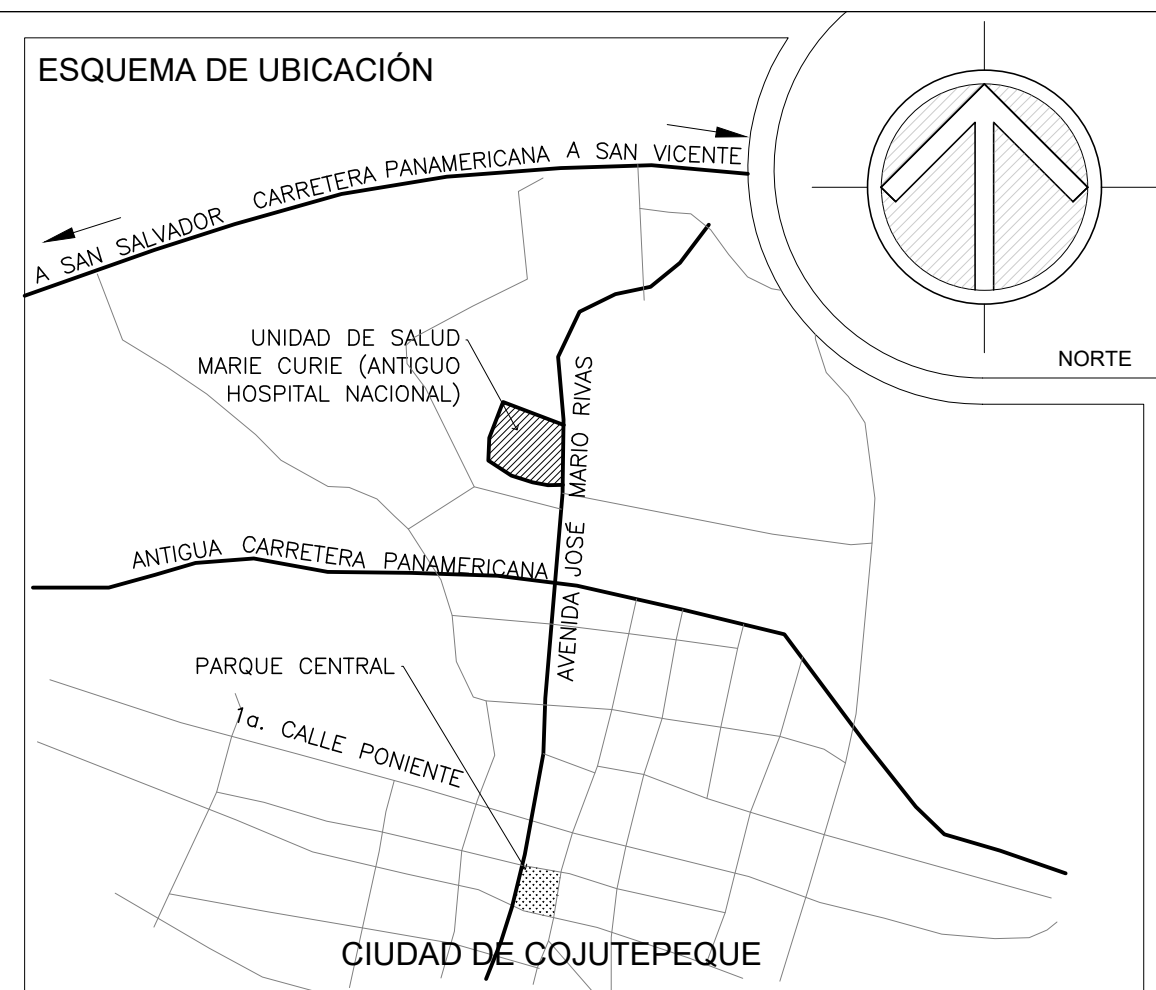 ESQUEMA DE UBICACIÓN
A SAN SALVADOR CARRETERA PANAMERICANA A SAN VICENTE
NORTE
UNIDAD DE SALUD
MARIE CURIE (ANTIGUO
HOSPITAL NACIONAL)
AVENIDA JOSÉ MARIO RIVAS
ANTIGUA CARRETERA PANAMERICANA
PARQUE CENTRAL
1a. CALLE PONIENTE
CIUDAD DE COJUTEPEQUE